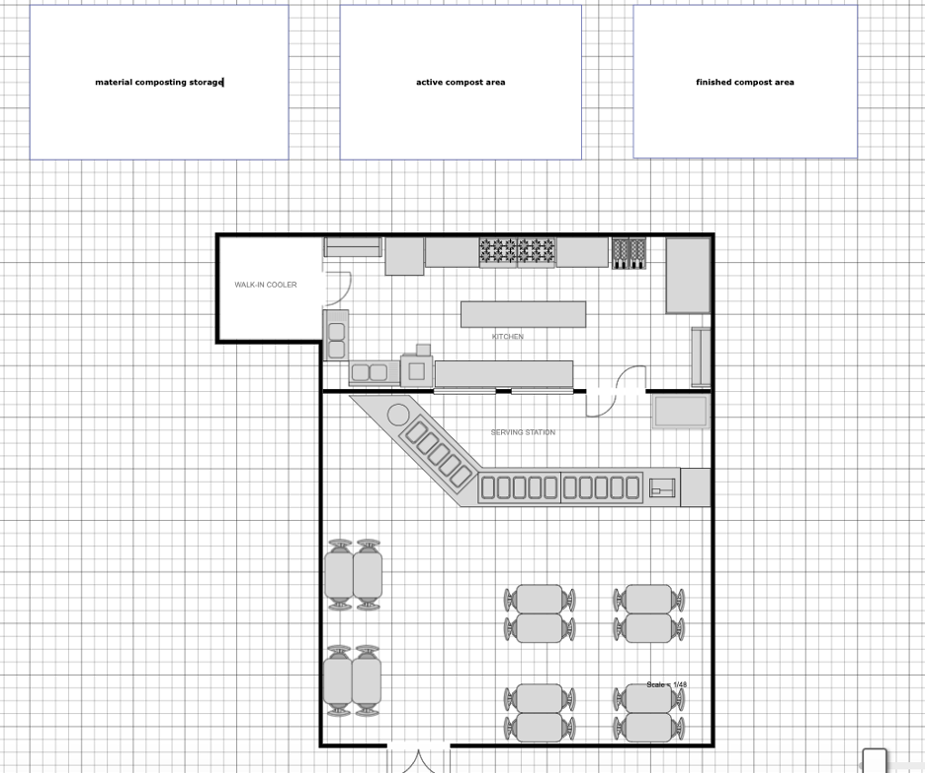 material composting storage
active compost area
finished compost area
WALK-IN COOLER
KITCHEN
SERVING STATION
Scale = 1/48